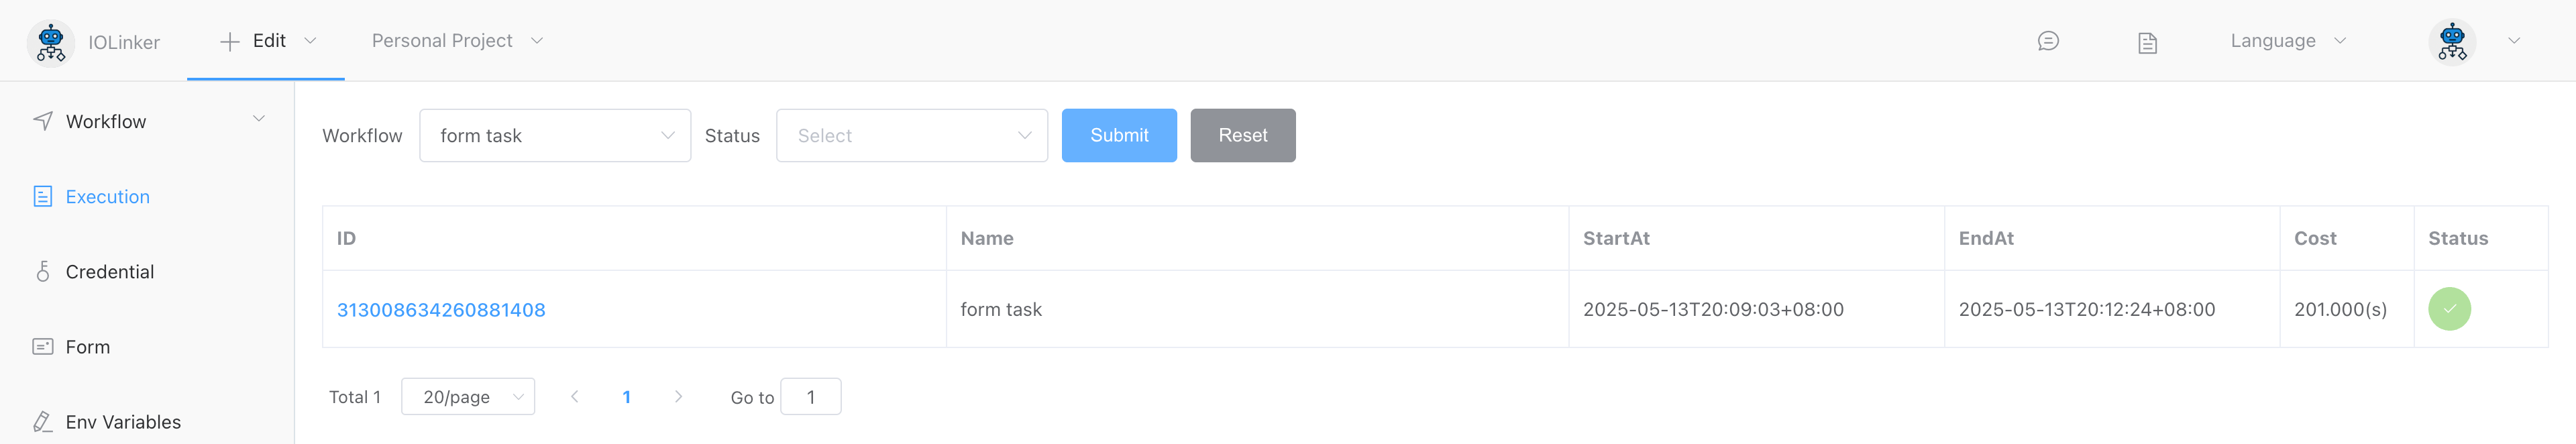 IOLinker Edit Personal Project Language
Workflow
Execution
Credential
Form
Env Variables
Workflow form task Status Select Submit Reset
ID Name StartAt EndAt Cost Status
313008634260881408 form task 2025-05-13T20:09:03+08:00 2025-05-13T20:12:24+08:00 201.000(s)
Total 1 20/page 1 Go to 1